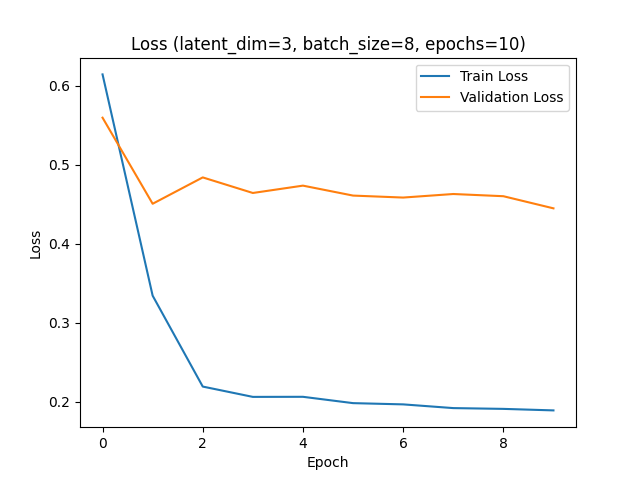 Loss (latent_dim=3, batch_size=8, epochs=10)
Train Loss
Validation Loss
0.6
0.5
0.4
0.3
0.2
Loss
0 2 4 6 8
Epoch